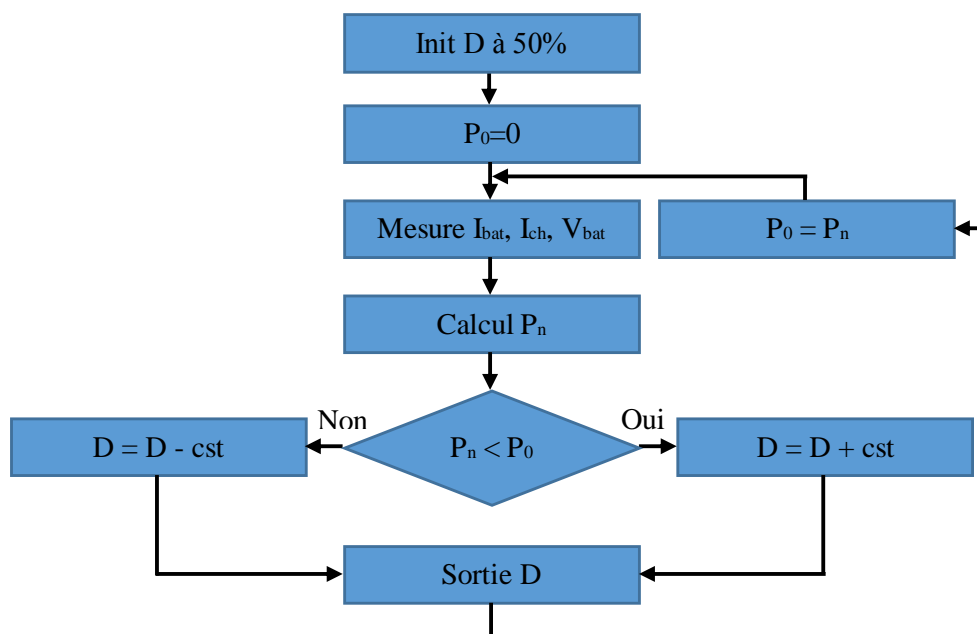 Init D à 50%
P₀=0
Mesure Ibat, Ich, Vbat
P₀ = Pₙ
Calcul Pₙ
Non
Oui
D = D - cst
Pₙ < P₀
D = D + cst
Sortie D